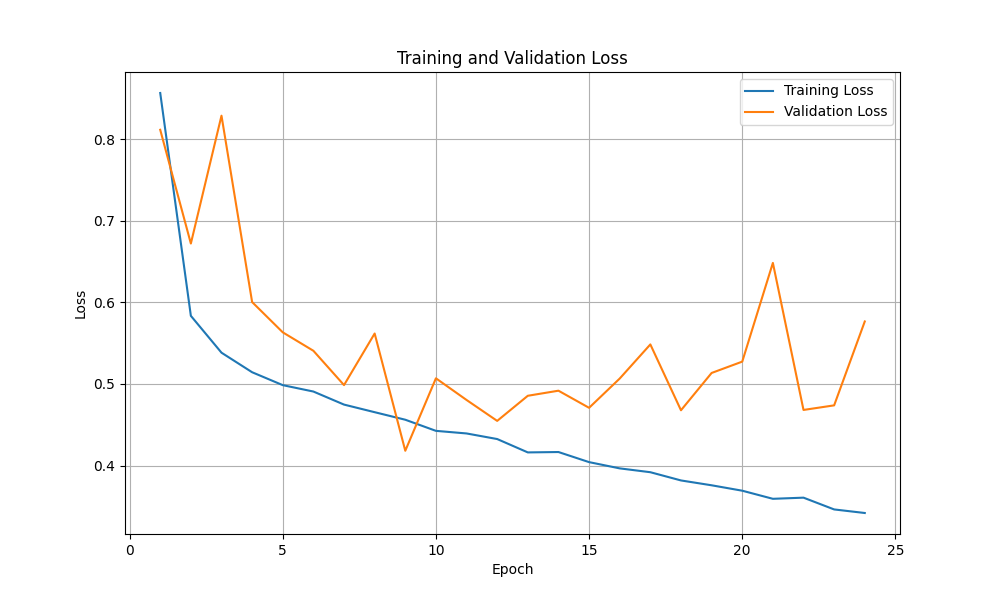 Training and Validation Loss
Training Loss
Validation Loss
0.8
0.7
0.6
0.5
0.4
Loss
0 5 10 15 20 25
Epoch